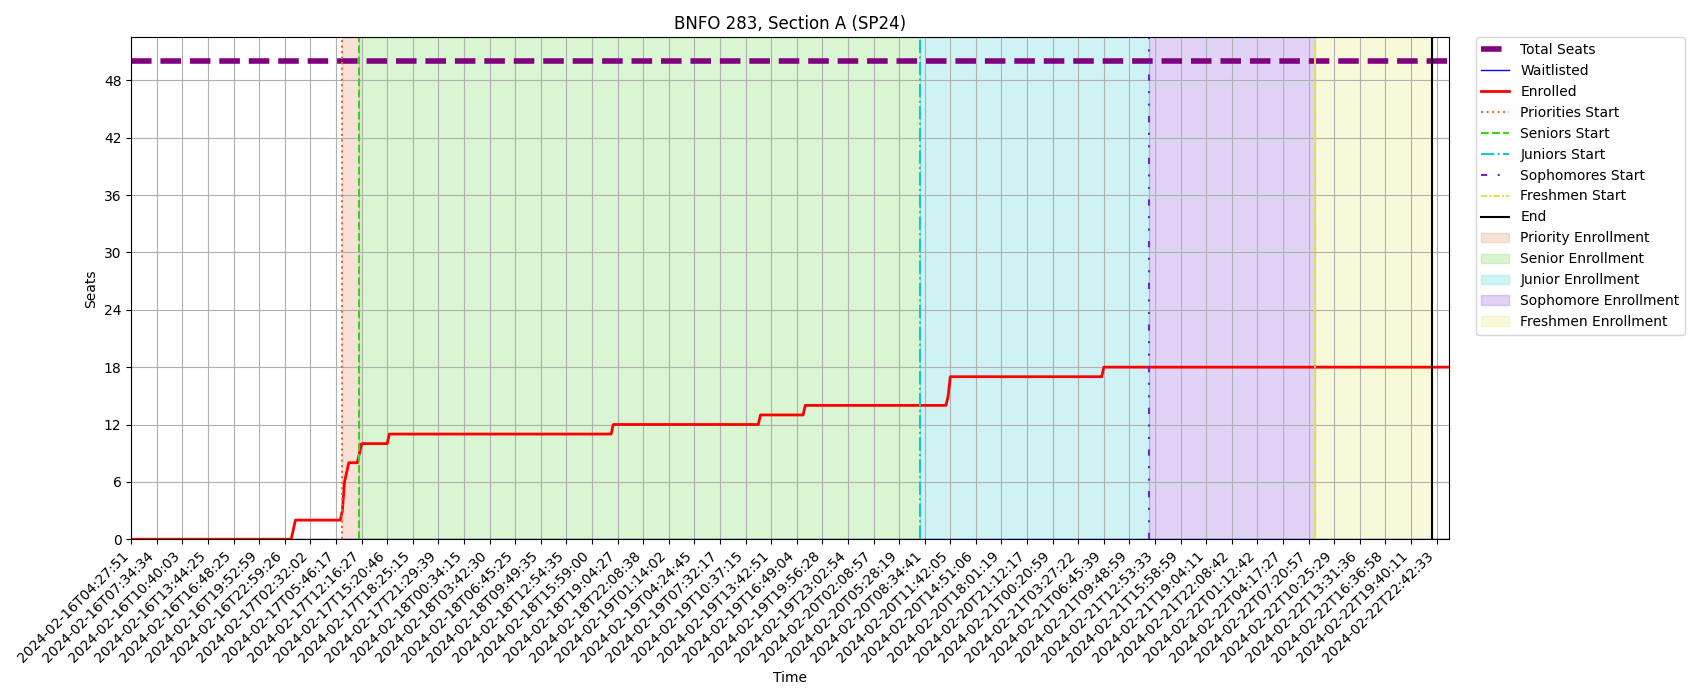 BNFO 283, Section A (SP24)
Total Seats
Waitlisted
Enrolled
Priorities Start
Seniors Start
Juniors Start
Sophomores Start
Freshmen Start
End
Priority Enrollment
Senior Enrollment
Junior Enrollment
Sophomore Enrollment
Freshmen Enrollment
Seats
48
42
36
30
24
18
12
6
0
2024-02-16T04:27:51
2024-02-16T07:34:34
2024-02-16T10:40:03
2024-02-16T13:44:25
2024-02-16T16:48:25
2024-02-16T19:52:59
2024-02-16T22:59:26
2024-02-17T02:32:02
2024-02-17T05:46:17
2024-02-17T12:16:27
2024-02-17T15:20:46
2024-02-17T18:25:15
2024-02-17T21:29:39
2024-02-18T00:34:15
2024-02-18T03:42:30
2024-02-18T06:45:25
2024-02-18T09:49:35
2024-02-18T12:54:35
2024-02-18T15:59:00
2024-02-18T19:04:27
2024-02-18T22:08:38
2024-02-19T01:14:02
2024-02-19T04:24:45
2024-02-19T07:32:17
2024-02-19T10:37:15
2024-02-19T13:42:51
2024-02-19T16:49:04
2024-02-19T19:56:28
2024-02-19T23:02:54
2024-02-20T02:08:57
2024-02-20T05:28:19
2024-02-20T08:34:41
2024-02-20T11:42:05
2024-02-20T14:51:06
2024-02-20T18:01:19
2024-02-20T21:12:17
2024-02-21T00:20:59
2024-02-21T03:27:22
2024-02-21T06:45:39
2024-02-21T09:48:59
2024-02-21T12:53:33
2024-02-21T15:58:59
2024-02-21T19:04:11
2024-02-21T22:08:42
2024-02-22T01:12:42
2024-02-22T04:17:27
2024-02-22T07:20:57
2024-02-22T10:25:29
2024-02-22T13:31:36
2024-02-22T16:36:58
2024-02-22T19:40:11
2024-02-22T22:42:33
Time